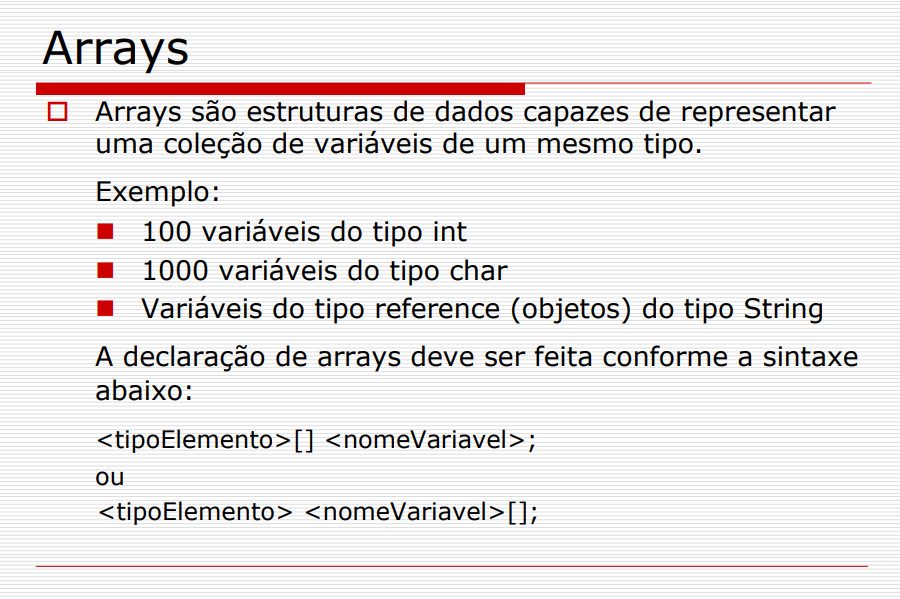 Arrays
Arrays são estruturas de dados capazes de representar
uma coleção de variáveis de um mesmo tipo.
Exemplo:
100 variáveis do tipo int
1000 variáveis do tipo char
Variáveis do tipo reference (objetos) do tipo String
A declaração de arrays deve ser feita conforme a sintaxe
abaixo:
<tipoElemento>[] <nomeVariavel>;
ou
<tipoElemento> <nomeVariavel>[];